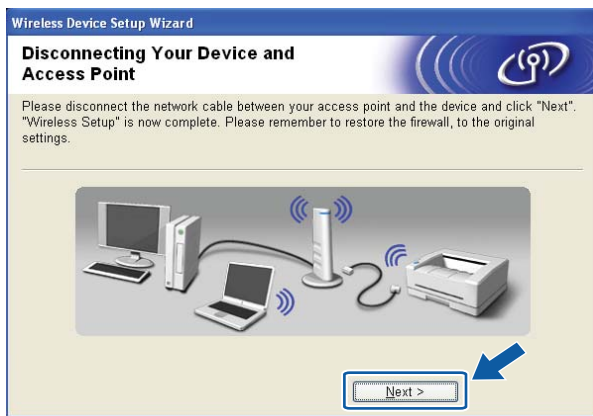 Wireless Device Setup Wizard
Disconnecting Your Device and
Access Point
Please disconnect the network cable between your access point and the device and click "Next".
"Wireless Setup" is now complete. Please remember to restore the firewall, to the original
settings.
Next >